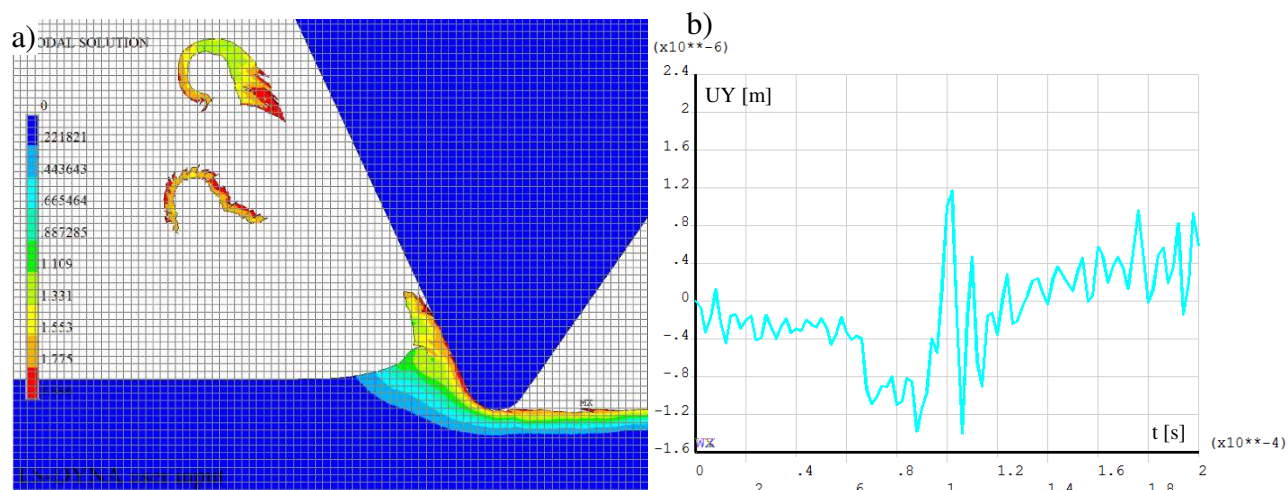 a)
ODAL SOLUTION
0
.221821
.443643
.665464
.887285
1.109
1.331
1.553
1.775
MX
b)
(x10**-6)
2.4
UY [m]
2
1.6
1.2
.8
.4
0
-.4
-.8
-1.2
-1.6
t [s]
(x10**-4)
0 .4 .8 1.2 1.6 2
.2 .6 1 1.4 1.8